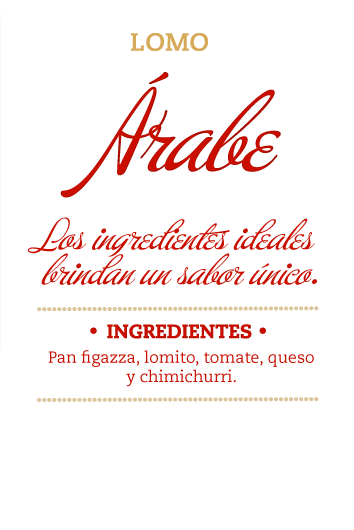 LOMO
Árabe
Los ingredientes ideales
brindan un sabor único.
• INGREDIENTES •
Pan figazza, lomito, tomate, queso
y chimichurri.